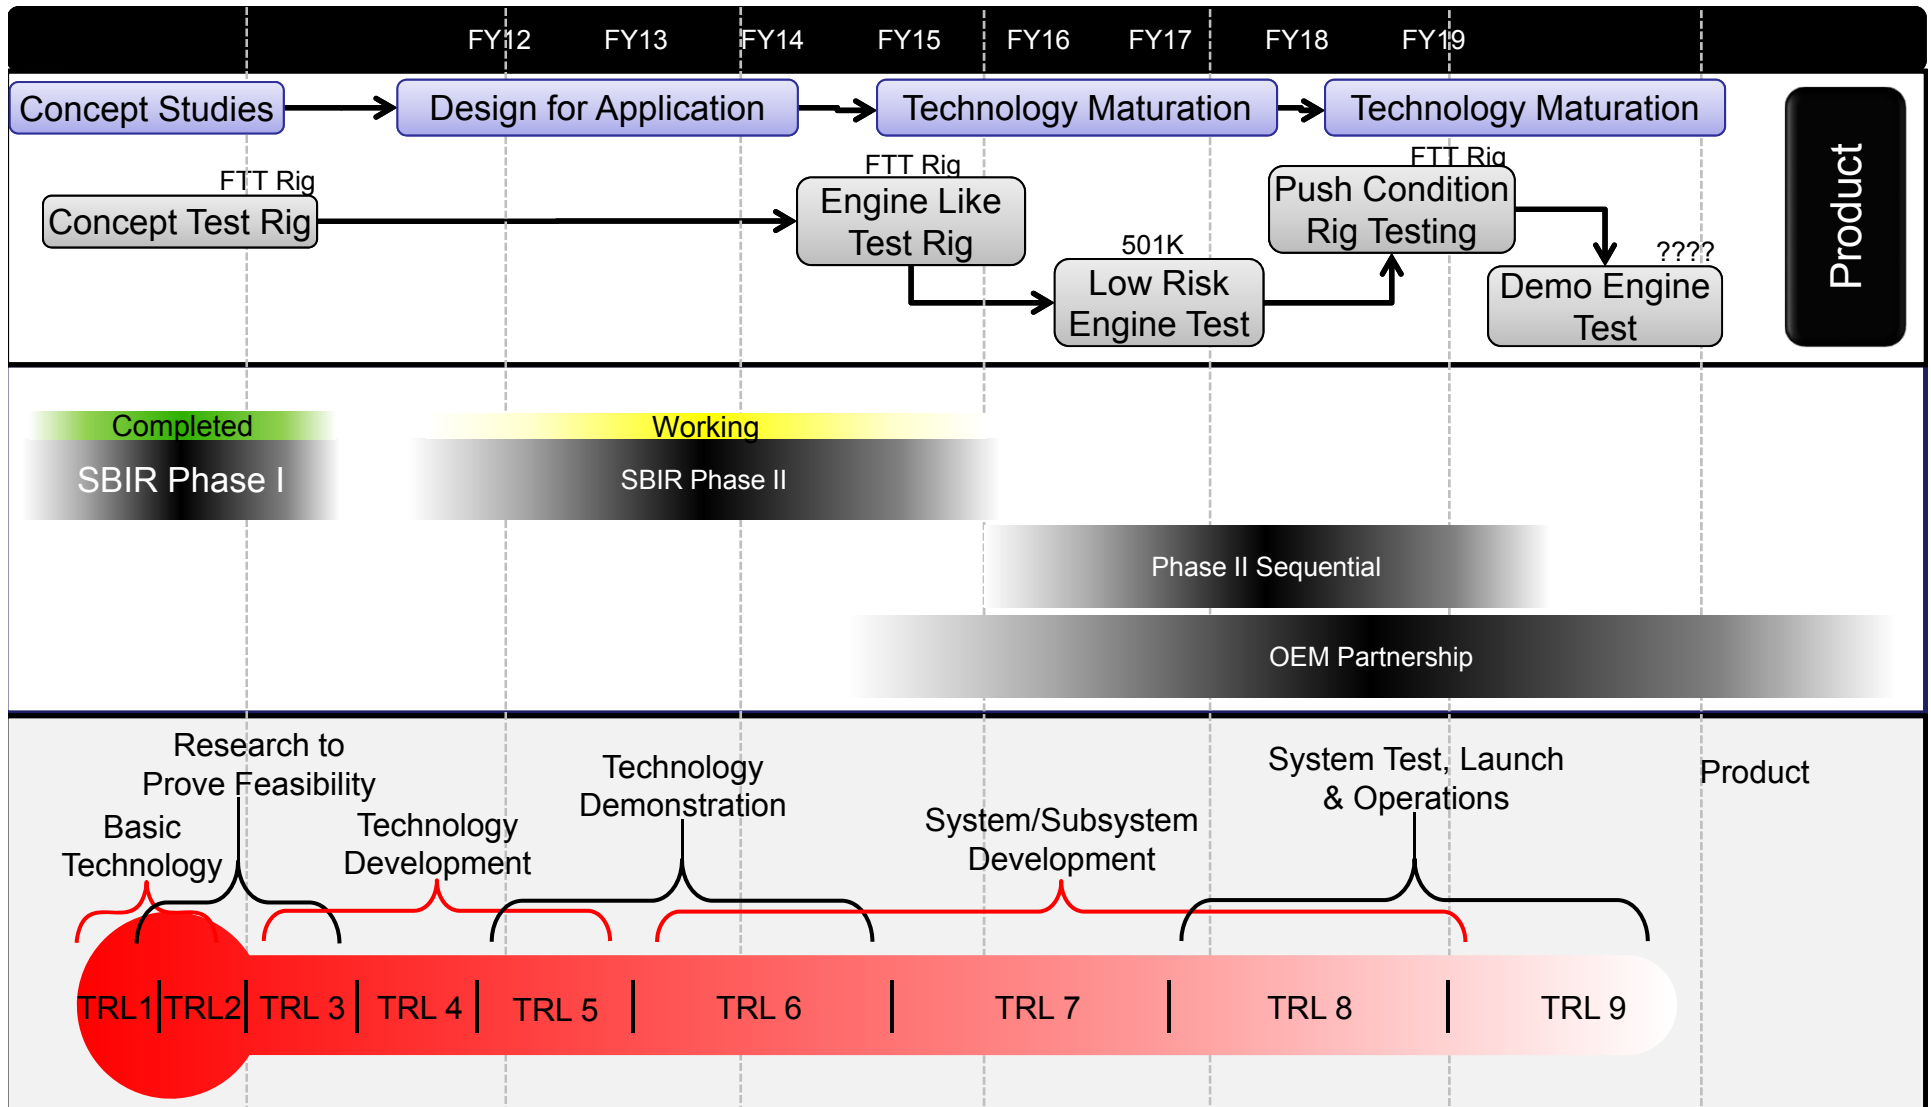 FY12 FY13 FY14 FY15 FY16 FY17 FY18 FY19
Concept Studies
Design for Application
Technology Maturation
Technology Maturation
Product
FTT Rig
Concept Test Rig
FTT Rig
Engine Like
Test Rig
501K
Low Risk
Engine Test
FTT Rig
Push Condition
Rig Testing
????
Demo Engine
Test
Completed
SBIR Phase I
Working
SBIR Phase II
Phase II Sequential
OEM Partnership
Basic
Technology
Research to
Prove Feasibility
Technology
Development
Technology
Demonstration
System/Subsystem
Development
System Test, Launch
& Operations
Product
TRL1 TRL2 TRL 3 TRL 4 TRL 5 TRL 6 TRL 7 TRL 8 TRL 9